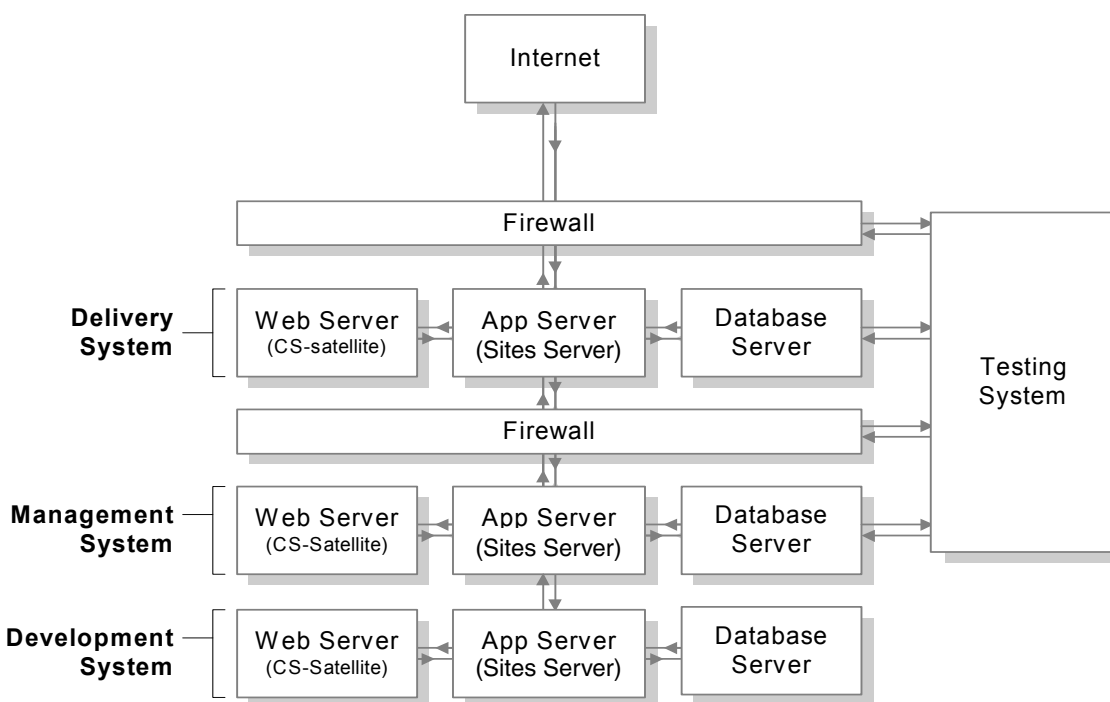 Internet
Firewall
Delivery
System
Web Server
(CS-satellite)
App Server
(Sites Server)
Database
Server
Testing
System
Firewall
Management
System
Web Server
(CS-Satellite)
App Server
(Sites Server)
Database
Server
Development
System
Web Server
(CS-Satellite)
App Server
(Sites Server)
Database
Server